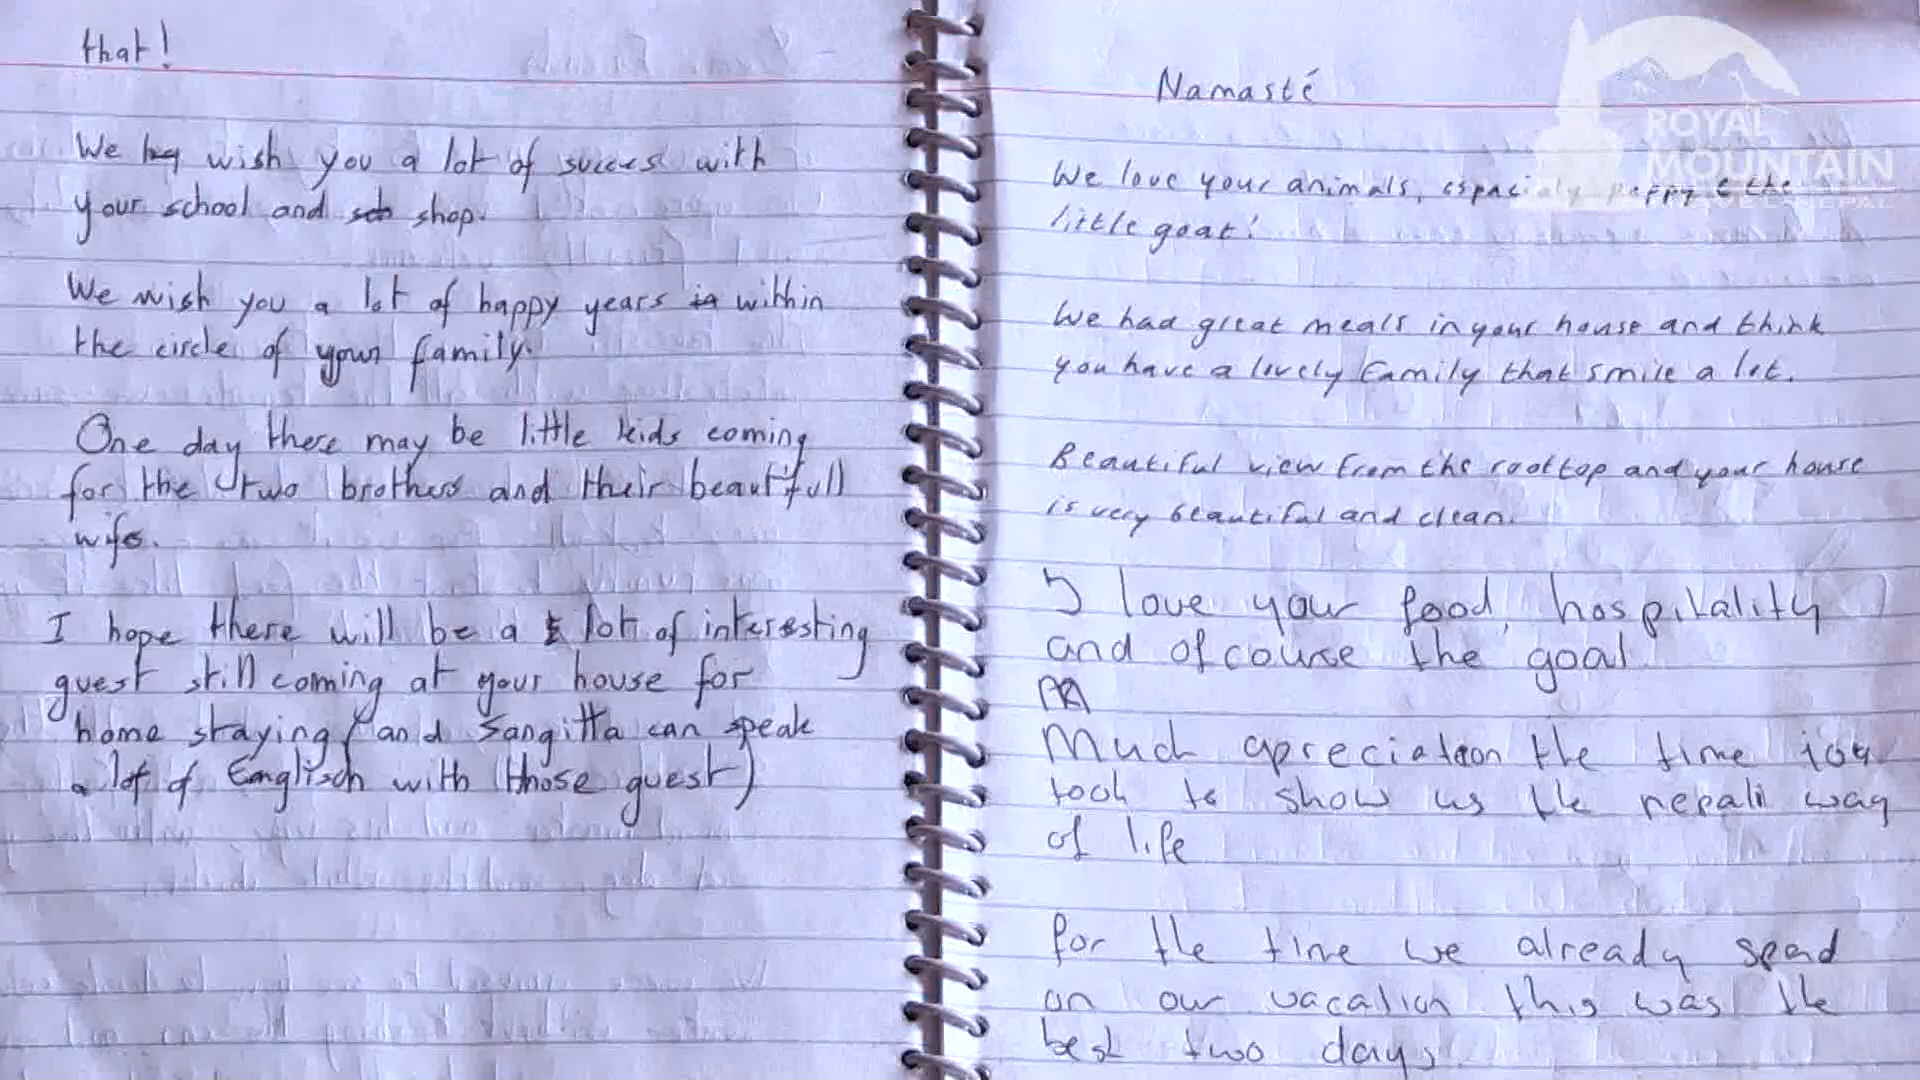 that!
We wish you a lot of succes with
your school and shop.
We wish you a lot of happy years within
the circle of your family.
One day there may be little kids coming
for the two brothers and their beautifull
wife.
I hope there will be a lot of interesting
guest still coming at your house for
home staying (and Sangitta can speak
a lot of Englisch with those guest)
Namasté
We love your animals, espacialy peppy & the
little goat!
We had great meals in your house and think
you have a lovely family that smile a lot.
Beautiful view from the rooftop and your house
is very beautiful and clean.
I love your food, hospitality
and ofcourse the goat
Much apreciation the time you
took to show us the nepali way
of life
for the time we already spend
on our vacation this was the
best two days.
ROYAL
MOUNTAIN
TRAVEL-NEPAL